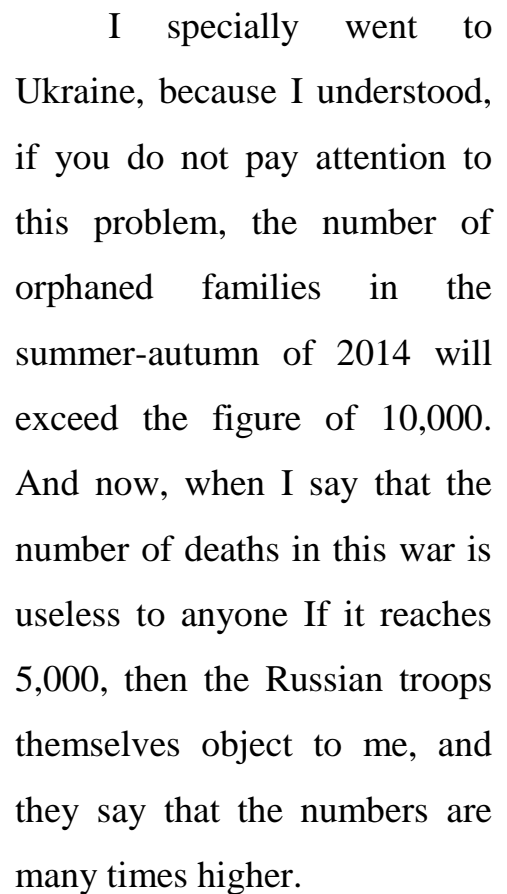 I specially went to
Ukraine, because I understood,
if you do not pay attention to
this problem, the number of
orphaned families in the
summer-autumn of 2014 will
exceed the figure of 10,000.
And now, when I say that the
number of deaths in this war is
useless to anyone If it reaches
5,000, then the Russian troops
themselves object to me, and
they say that the numbers are
many times higher.